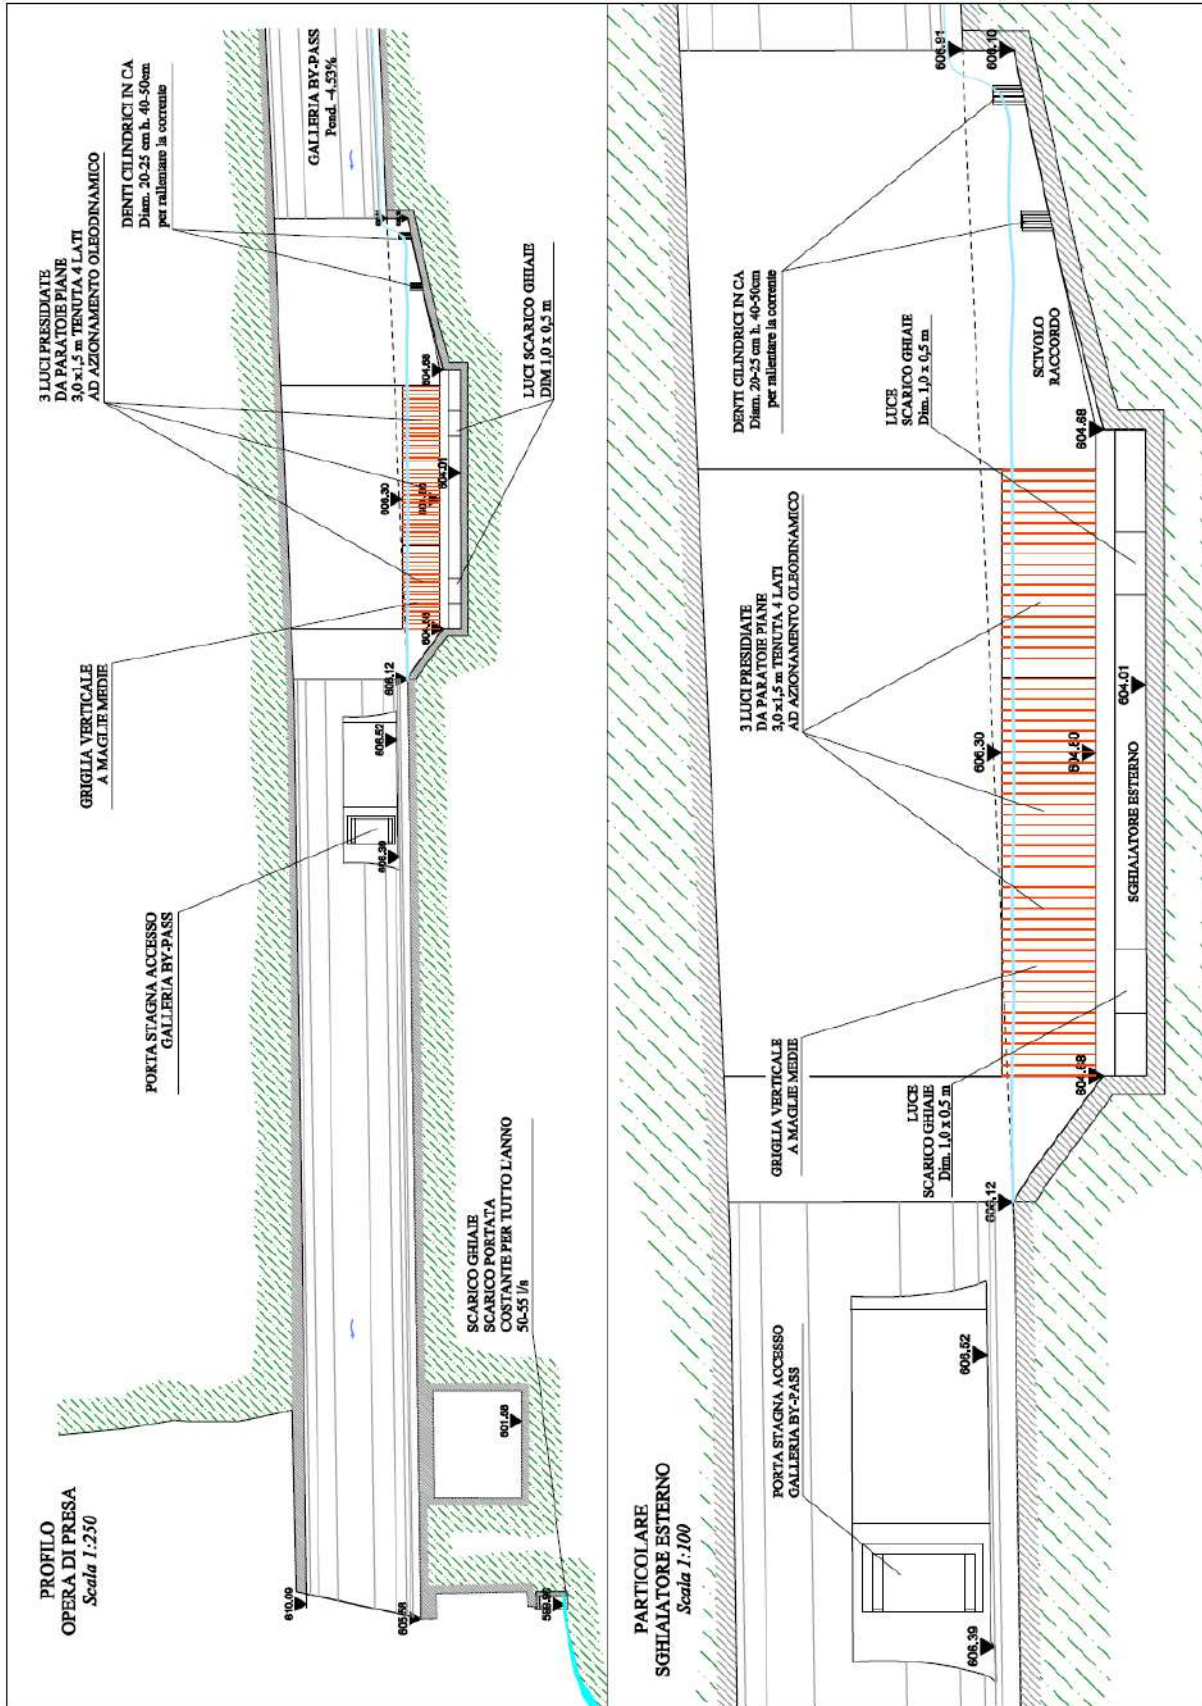 PROFILO
OPERA DI PRESA
Scala 1:250
610.09
605.58
PORTA STAGNA ACCESSO
GALLERIA BY-PASS
GRIGLIA VERTICALE
A MAGLIE MEDIE
3 LUCI PRESIDIATE
DA PARATOIE PIANE
3,0 x 1,5 m TENUTA 4 LATI
AD AZIONAMENTO OLEODINAMICO
DENTI CILINDRICI IN CA
Diam. 20-25 cm h. 40-50cm
per rallentare la corrente
GALLERIA BY-PASS
Pend. -4.53%
606.39
606.52
606.12
604.68
606.30
604.01
604.68
LUCI SCARICO GHIAIE
DIM 1,0 x 0,5 m
SCARICO GHIAIE
SCARICO PORTATA
COSTANTE PER TUTTO L'ANNO
50-55 l/s
601.68
PARTICOLARE
SGHIAIATORE ESTERNO
Scala 1:100
PORTA STAGNA ACCESSO
GALLERIA BY-PASS
606.39
606.52
606.12
GRIGLIA VERTICALE
A MAGLIE MEDIE
3 LUCI PRESIDIATE
DA PARATOIE PIANE
3,0 x 1,5 m TENUTA 4 LATI
AD AZIONAMENTO OLEODINAMICO
DENTI CILINDRICI IN CA
Diam. 20-25 cm h. 40-50cm
per rallentare la corrente
606.91
606.10
LUCE
SCARICO GHIAIE
Dim. 1,0 x 0,5 m
604.68
606.30
604.80
604.01
SGHIAIATORE ESTERNO
LUCE
SCARICO GHIAIE
Dim. 1,0 x 0,5 m
604.68
SCIVOLO
RACCORDO